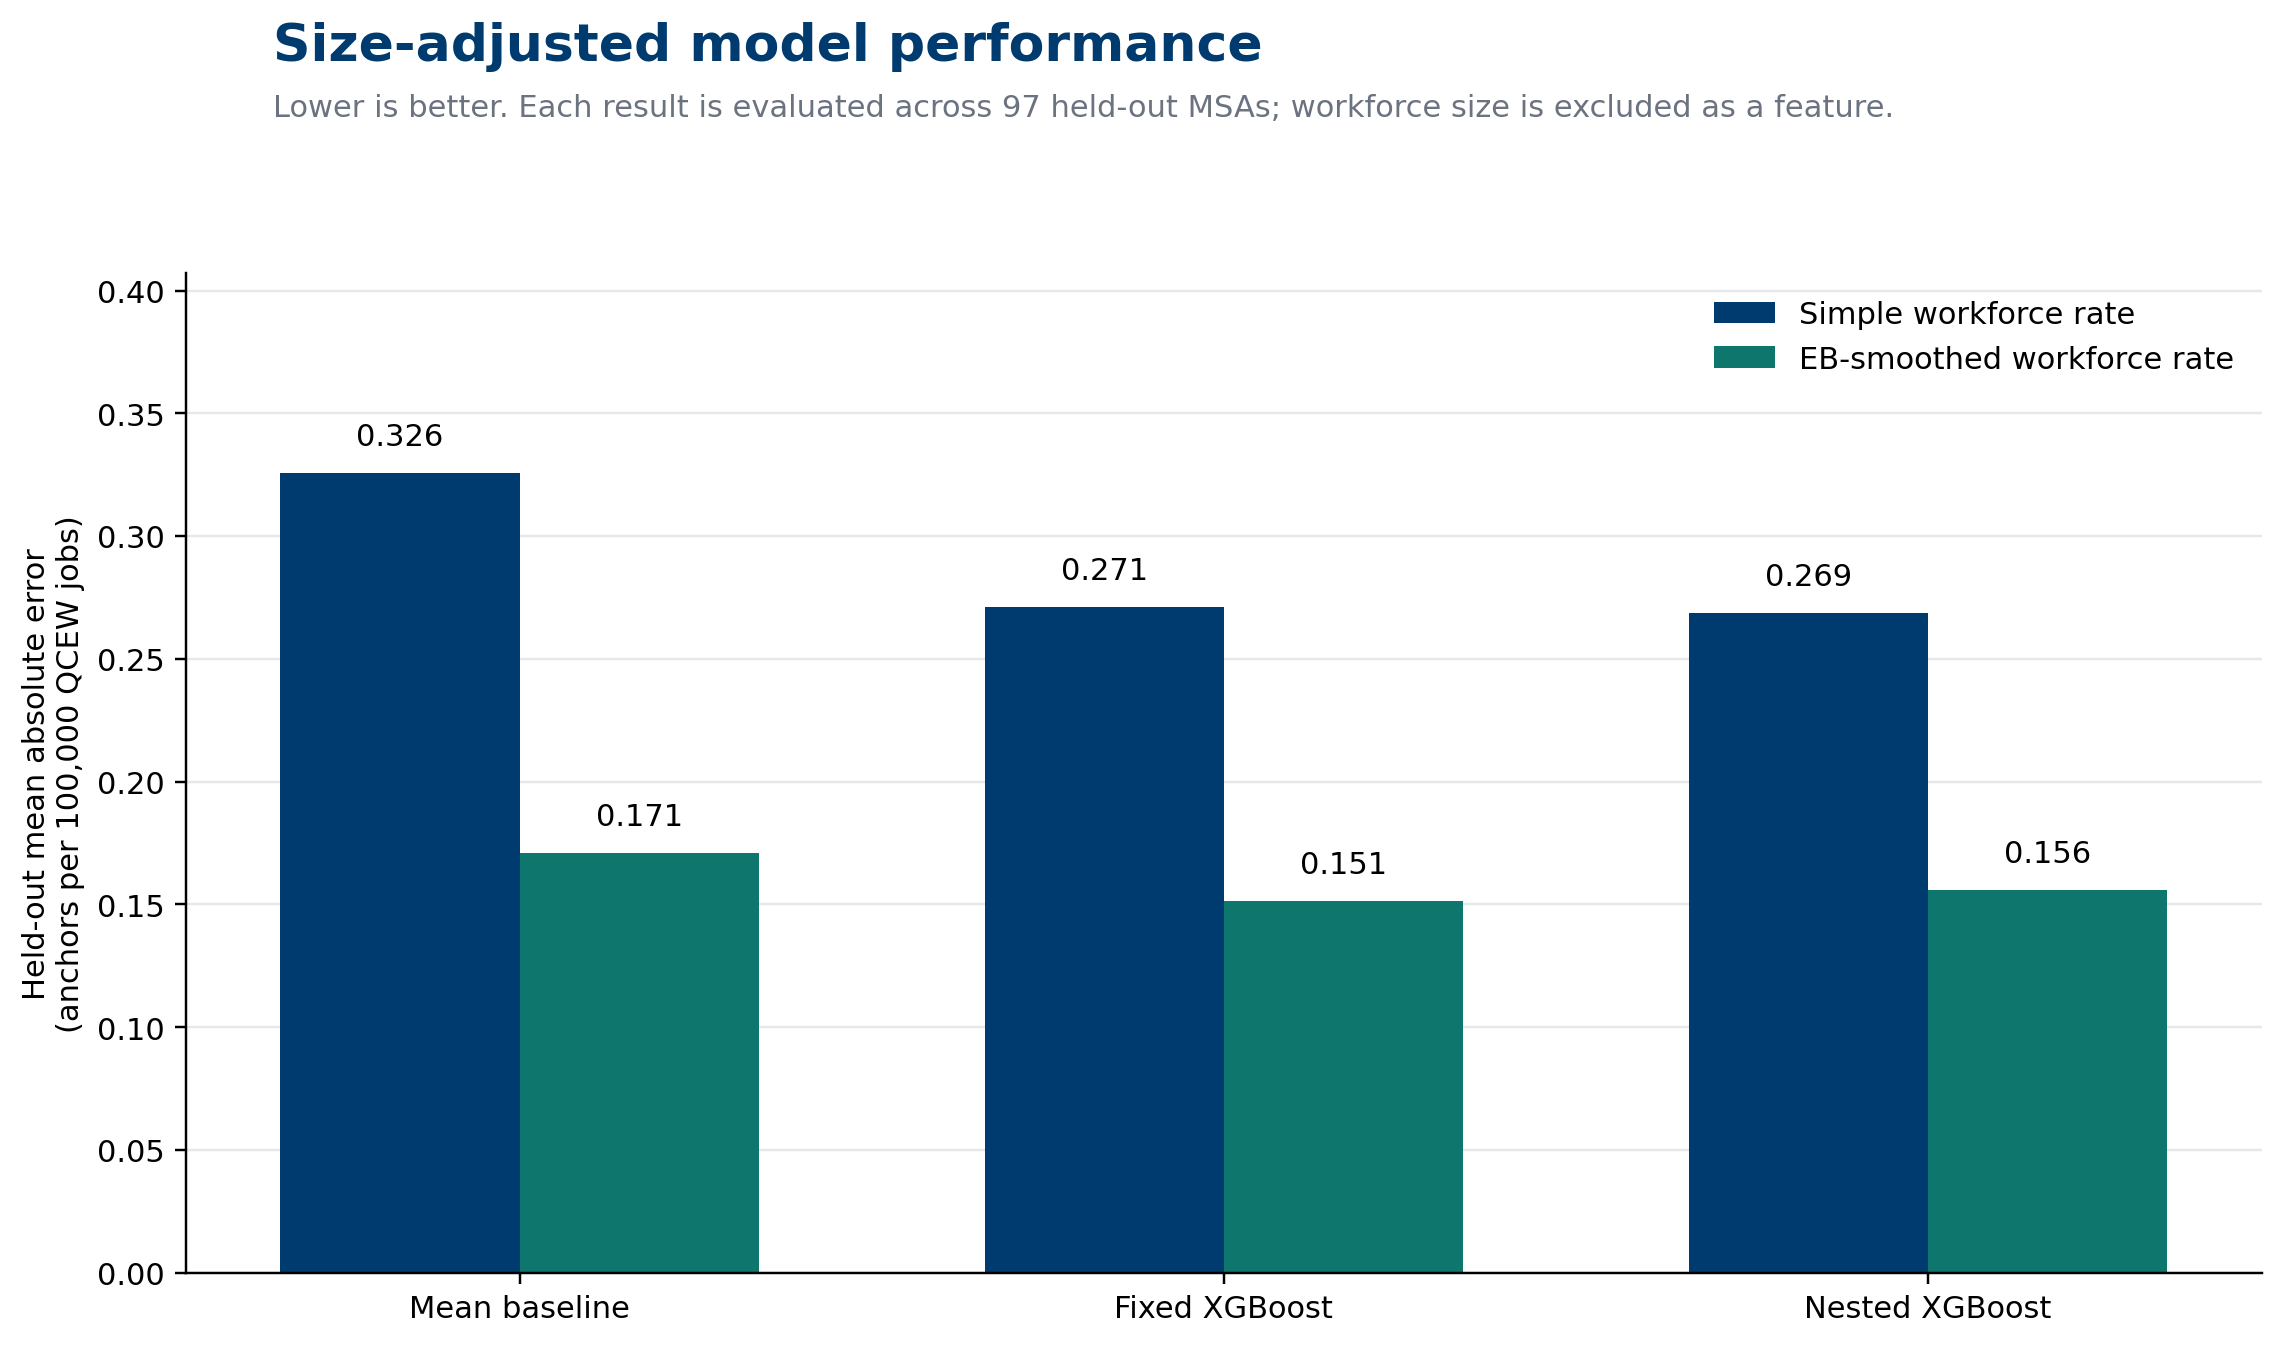 Size-adjusted model performance
Lower is better. Each result is evaluated across 97 held-out MSAs; workforce size is excluded as a feature.
Held-out mean absolute error
(anchors per 100,000 QCEW jobs)
0.40
0.35
0.30
0.25
0.20
0.15
0.10
0.05
0.00
Simple workforce rate
EB-smoothed workforce rate
0.326
0.171
0.271
0.151
0.269
0.156
Mean baseline
Fixed XGBoost
Nested XGBoost